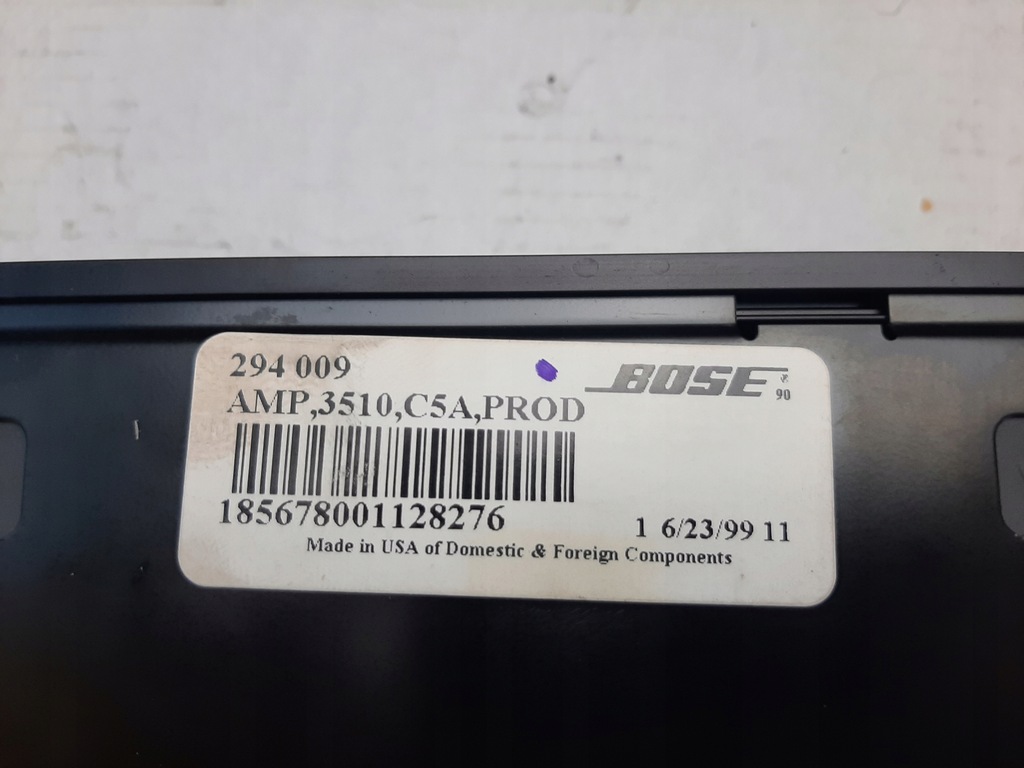 294 009
BOSE ® 90
AMP,3510,C5A,PROD
185678001128276
1 6/23/99 11
Made in USA of Domestic & Foreign Components